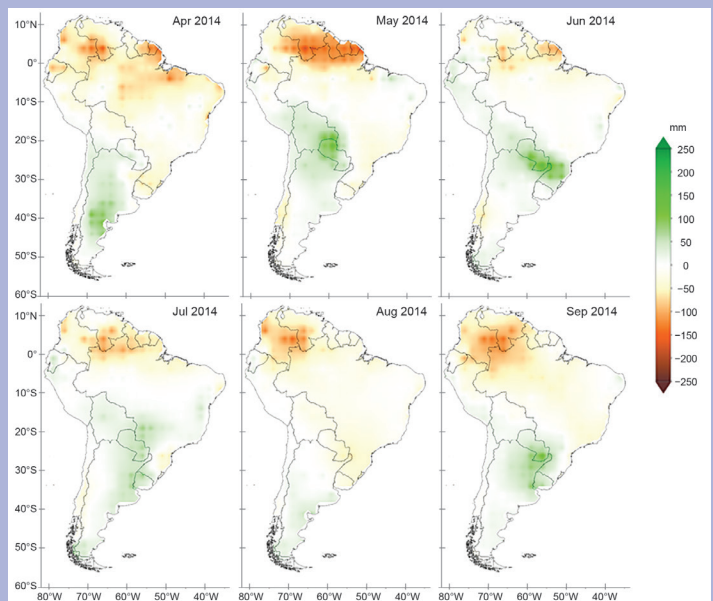 Apr 2014
May 2014
Jun 2014
10°N
0°
10°S
20°S
30°S
40°S
50°S
60°S
mm
250
200
150
100
50
0
−50
−100
−150
−200
−250
Jul 2014
Aug 2014
Sep 2014
10°N
0°
10°S
20°S
30°S
40°S
50°S
60°S
80°W 70°W 60°W 50°W 40°W
80°W 70°W 60°W 50°W 40°W
80°W 70°W 60°W 50°W 40°W